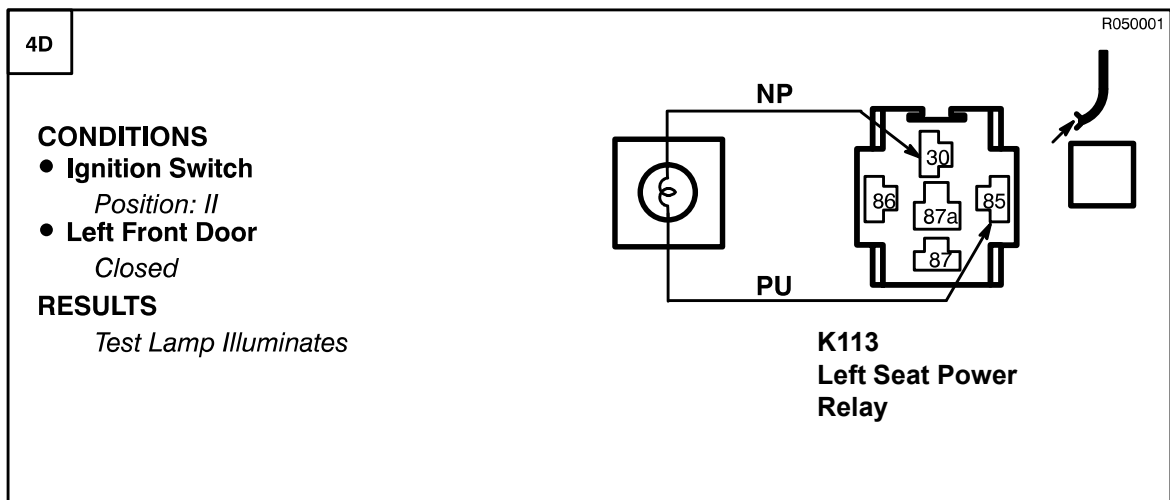 R050001
4D
CONDITIONS
● Ignition Switch
Position: II
● Left Front Door
Closed
RESULTS
Test Lamp Illuminates
NP
30
86
85
87a
87
PU
K113
Left Seat Power
Relay